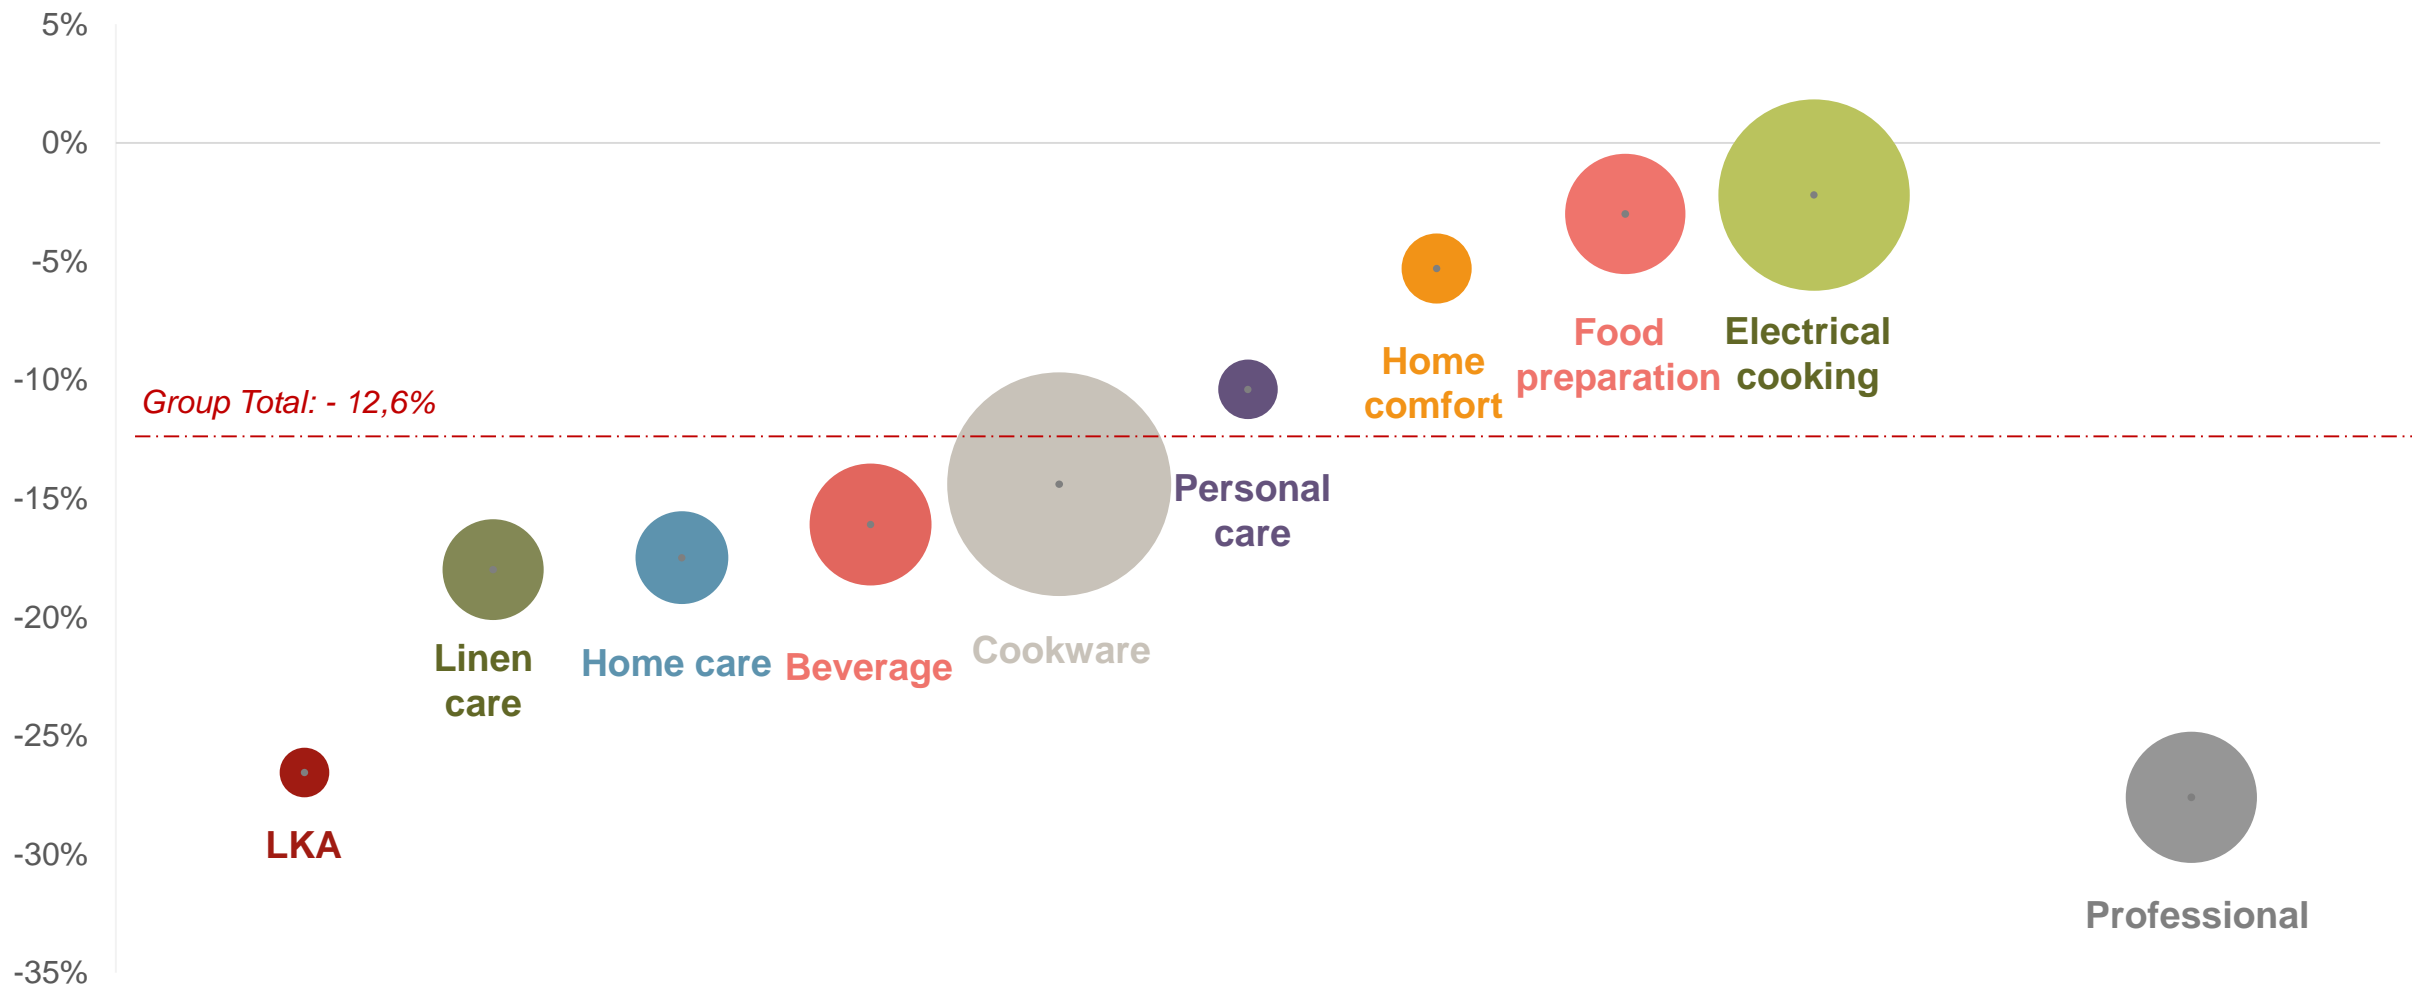 5%
0%
-5%
-10%
-15%
-20%
-25%
-30%
-35%
Group Total: - 12,6%
LKA
Linen
care
Home care
Beverage
Cookware
Personal
care
Home
comfort
Food
preparation
Electrical
cooking
Professional